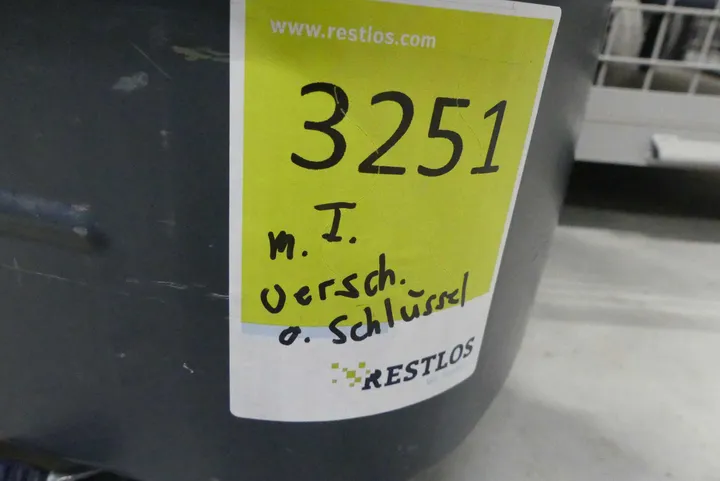 www.restlos.com
3251
m. I.
versch.
o. Schlüssel
RESTLOS